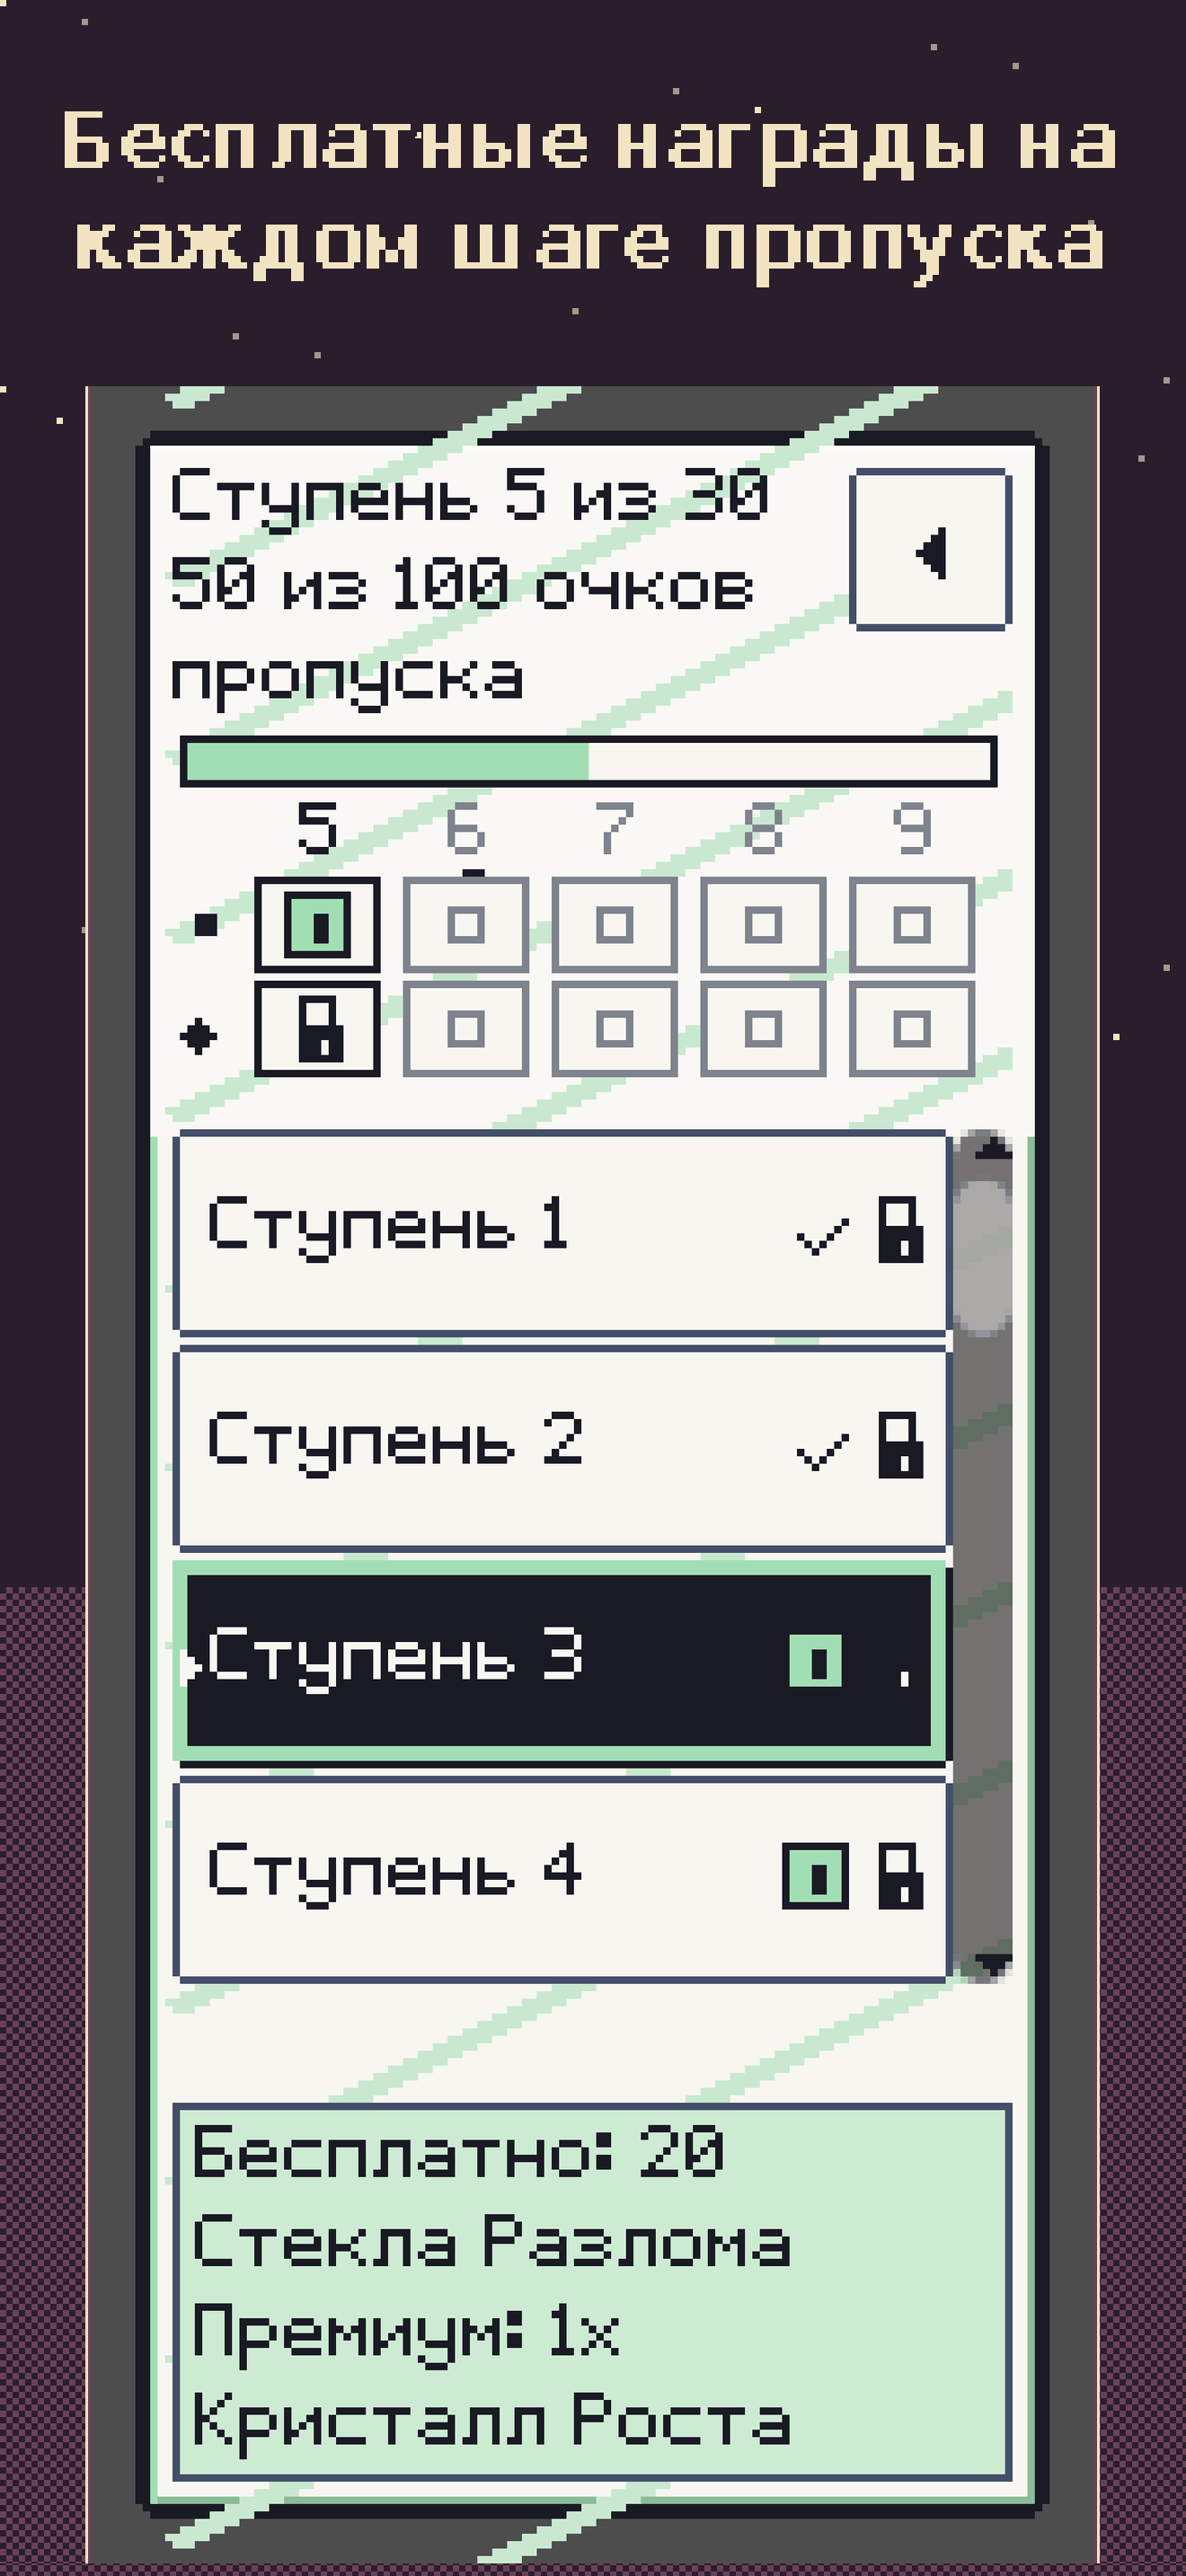 Бесплатные награды на
каждом шаге пропуска
Ступень 5 из 30
50 из 100 очков
пропуска
5 6 7 8 9
Ступень 1
Ступень 2
Ступень 3
Ступень 4
Бесплатно: 20
Стекла Разлома
Премиум: 1x
Кристалл Роста